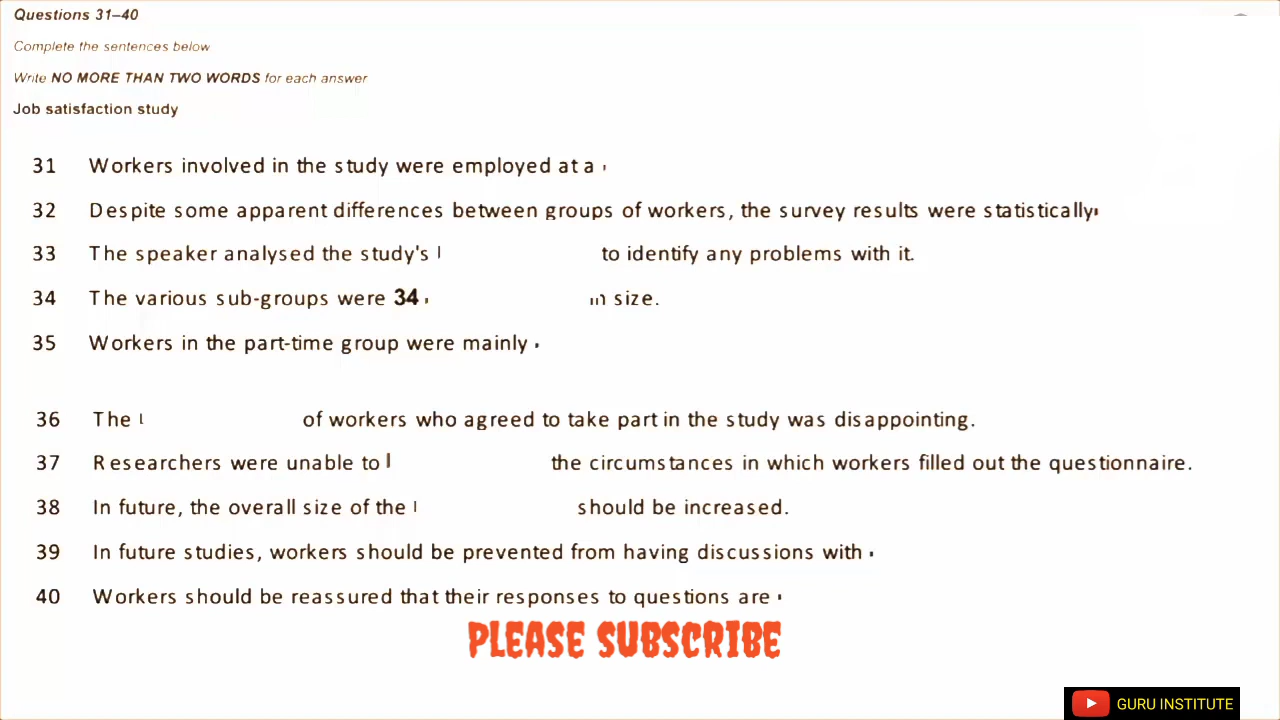 Questions 31–40
Complete the sentences below
Write NO MORE THAN TWO WORDS for each answer
Job satisfaction study
31 Workers involved in the study were employed at a
32 Despite some apparent differences between groups of workers, the survey results were statistically
33 The speaker analysed the study's to identify any problems with it.
34 The various sub-groups were 34 in size.
35 Workers in the part-time group were mainly
36 The of workers who agreed to take part in the study was disappointing.
37 Researchers were unable to the circumstances in which workers filled out the questionnaire.
38 In future, the overall size of the should be increased.
39 In future studies, workers should be prevented from having discussions with
40 Workers should be reassured that their responses to questions are
PLEASE SUBSCRIBE
GURU INSTITUTE